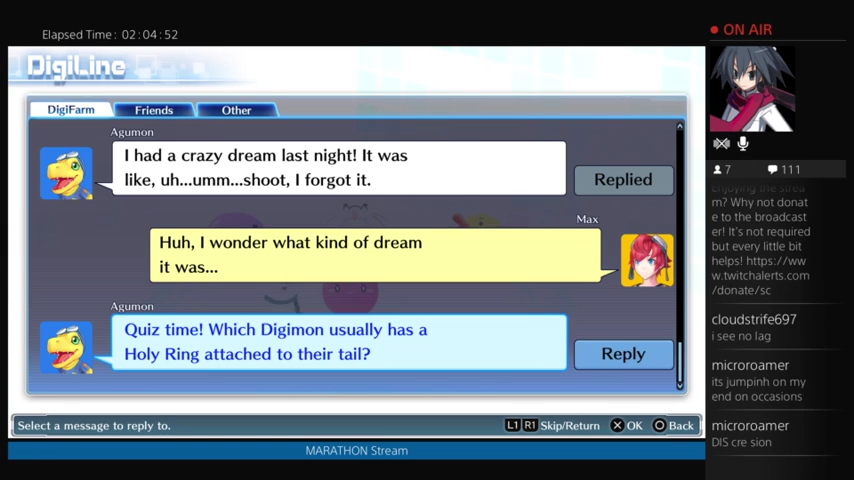 Elapsed Time: 02:04:52
ON AIR
DigiLine
DigiFarm
Friends
Other
Agumon
I had a crazy dream last night! It was
like, uh...umm...shoot, I forgot it.
Replied
Max
Huh, I wonder what kind of dream
it was...
Agumon
Quiz time! Which Digimon usually has a
Holy Ring attached to their tail?
Reply
Select a message to reply to.
L1 R1 Skip/Return X OK O Back
MARATHON Stream
7
111
Enjoying the strea
m? Why not donat
e to the broadcast
er! It's not required
but every little bit
helps! https://ww
w.twitchalerts.com
/donate/sc
cloudstrife697
i see no lag
microroamer
its jumpinh on my
end on occasions
microroamer
DIS cre sion